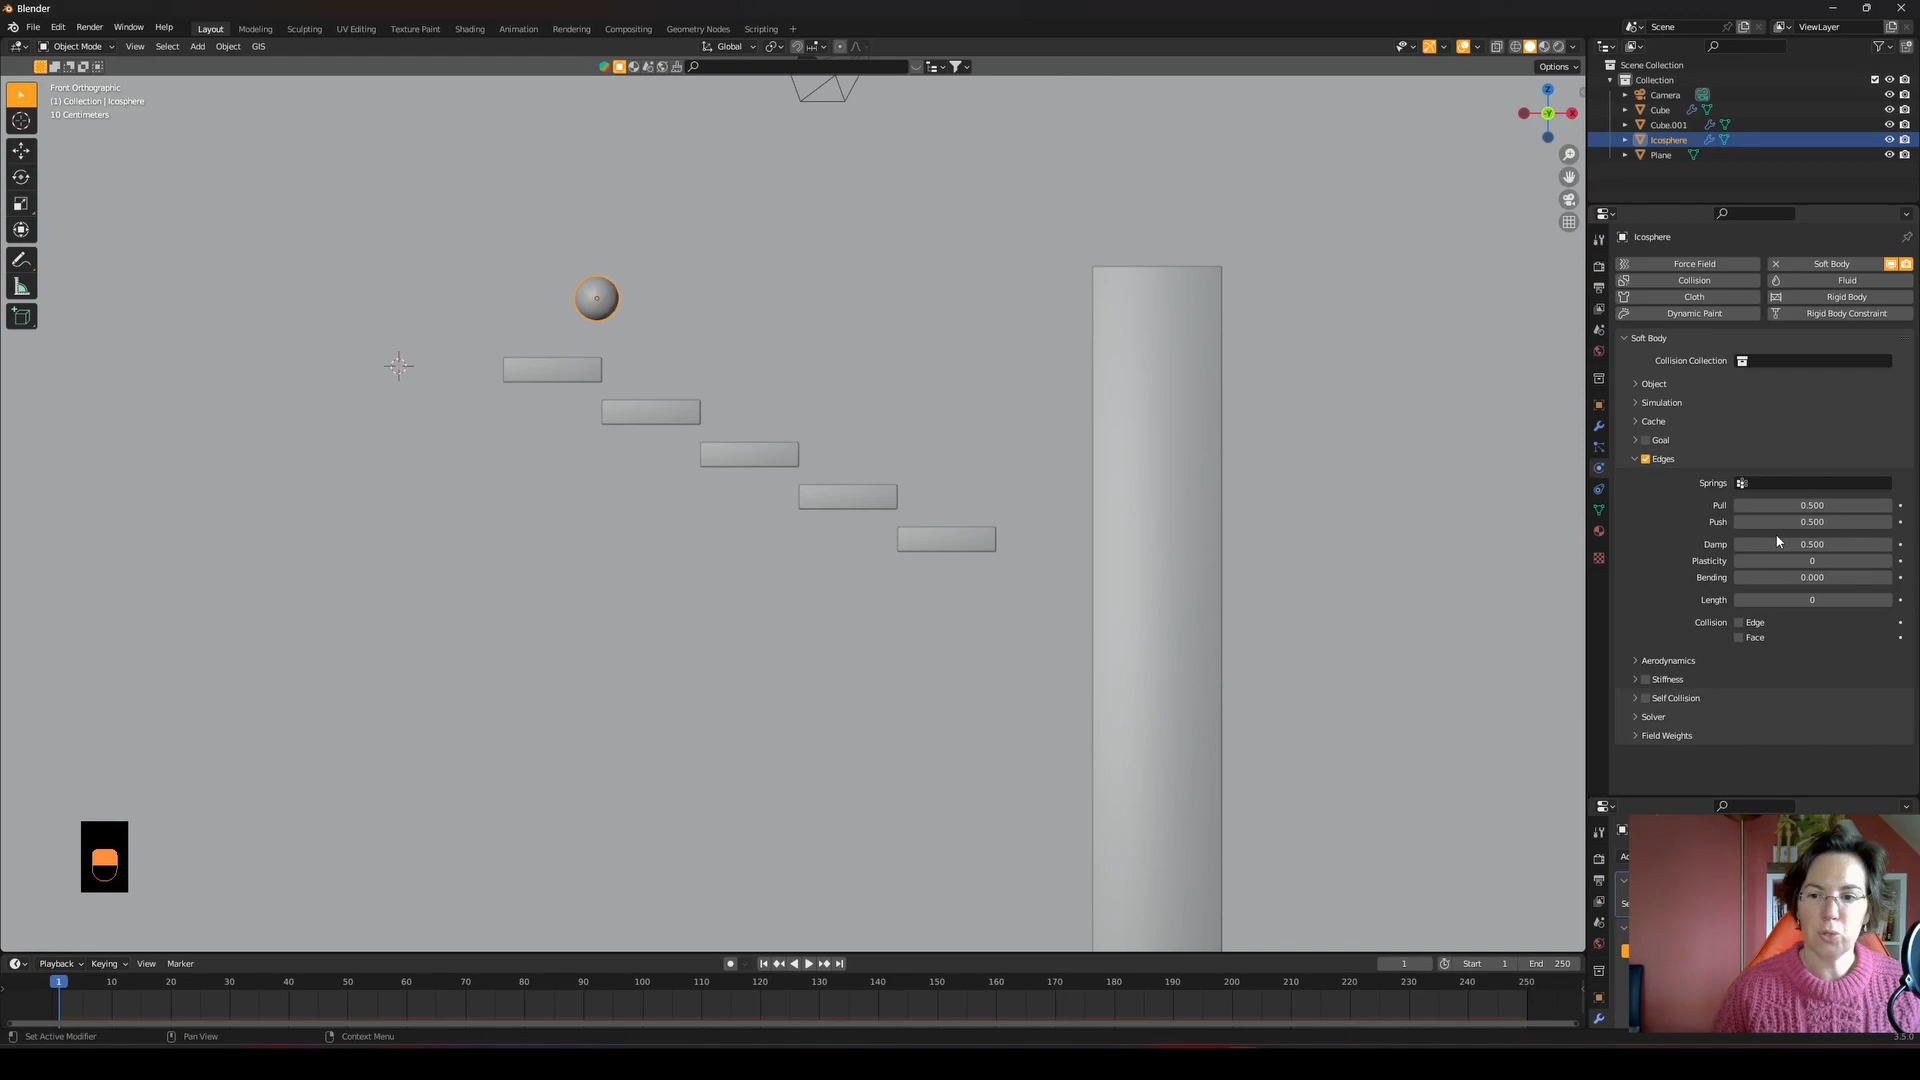 Blender
File Edit Render Window Help
Layout Modeling Sculpting UV Editing Texture Paint Shading Animation Rendering Compositing Geometry Nodes Scripting +
Scene
ViewLayer
Object Mode View Select Add Object GIS
Global
Options
Front Orthographic
(1) Collection | Icosphere
10 Centimeters
Z
-Y
X
Scene Collection
Collection
Camera
Cube
Cube.001
Icosphere
Plane
Icosphere
Force Field
Soft Body
Collision
Fluid
Cloth
Rigid Body
Dynamic Paint
Rigid Body Constraint
Soft Body
Collision Collection
Object
Simulation
Cache
Goal
Edges
Springs
Pull 0.500
Push 0.500
Damp 0.500
Plasticity 0
Bending 0.000
Length 0
Collision Edge
Face
Aerodynamics
Stiffness
Self Collision
Solver
Field Weights
Playback Keying View Marker
1 Start 1 End 250
1 10 20 30 40 50 60 70 80 90 100 110 120 130 140 150 160 170 180 190 200 210 220 230 240 250
Set Active Modifier Pan View Context Menu
3.5.0